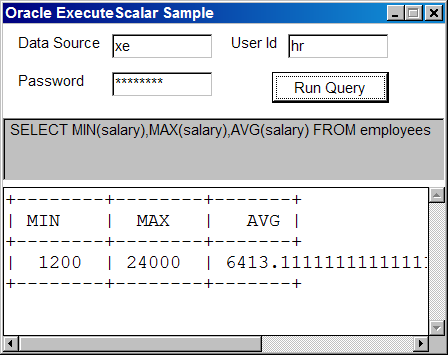 Oracle ExecuteScalar Sample
Data Source xe User Id hr
Password ********
Run Query
SELECT MIN(salary),MAX(salary),AVG(salary) FROM employees
+--------+--------+--------+
| MIN | MAX | AVG |
+--------+--------+--------+
| 1200 | 24000 | 6413.11111111111111
+--------+--------+--------+